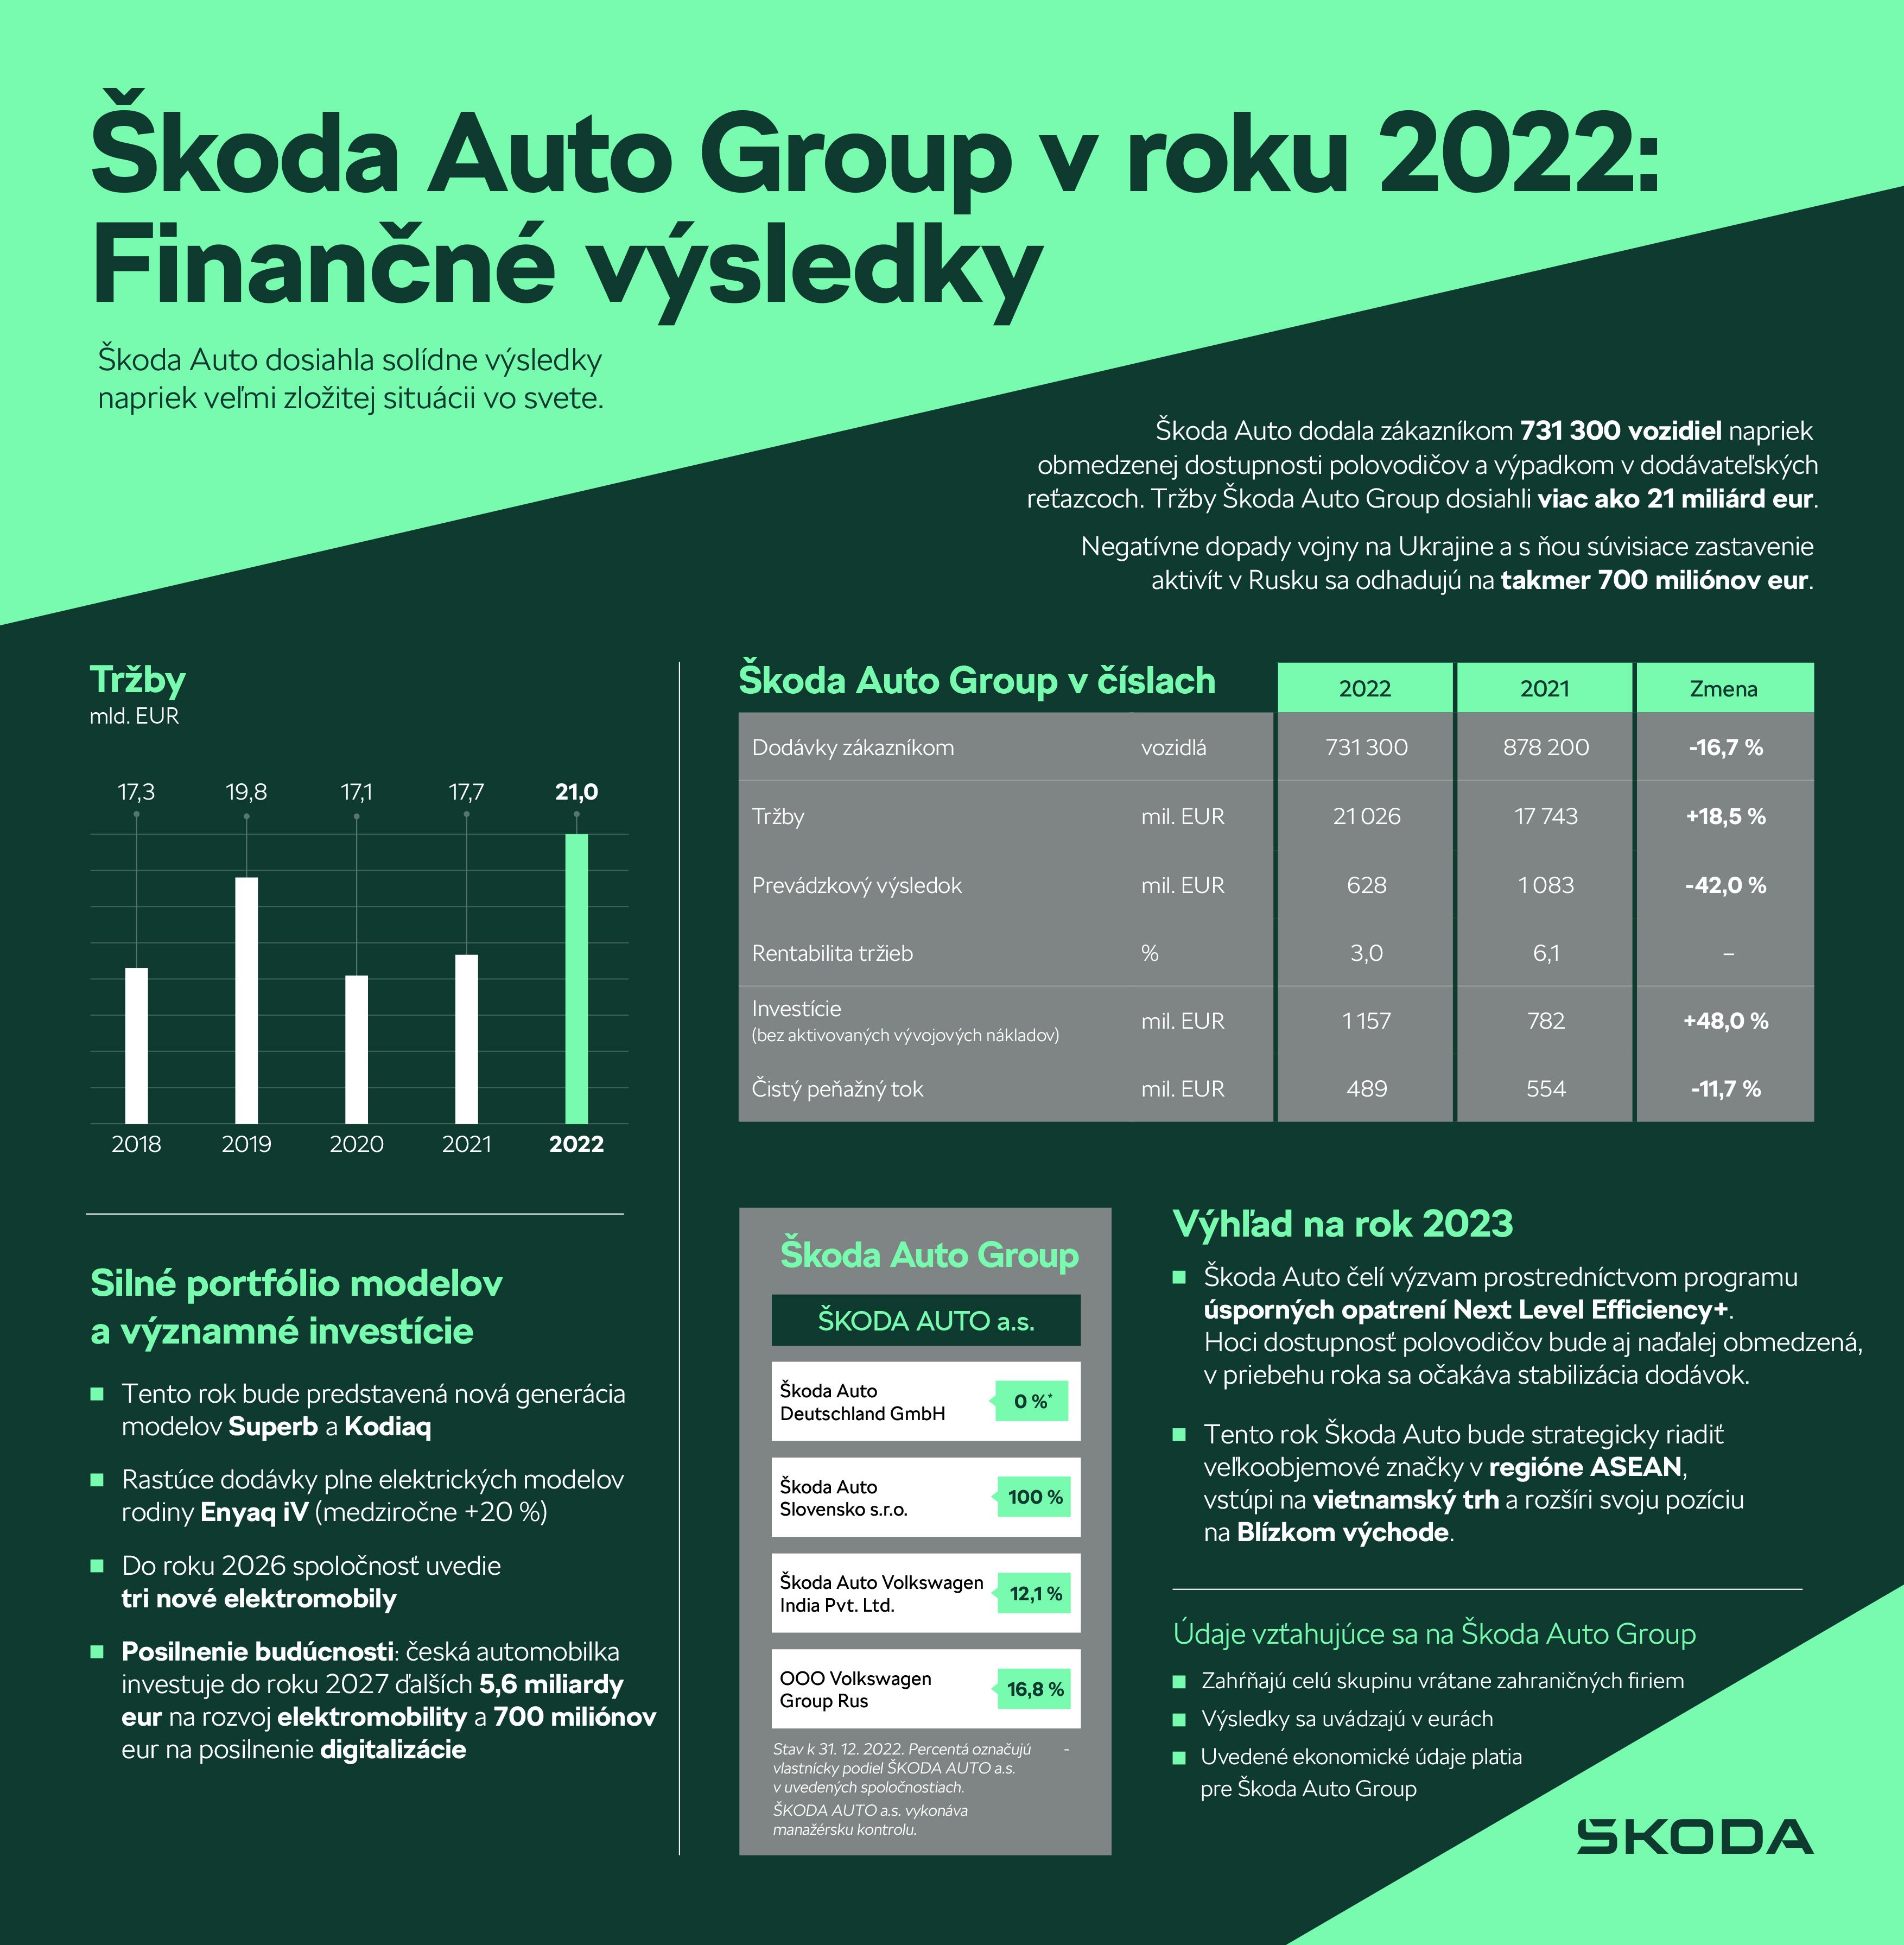 Škoda Auto Group v roku 2022:
Finančné výsledky
Škoda Auto dosiahla solídne výsledky
napriek veľmi zložitej situácii vo svete.
Škoda Auto dodala zákazníkom 731 300 vozidiel napriek
obmedzenej dostupnosti polovodičov a výpadkom v dodávateľských
reťazcoch. Tržby Škoda Auto Group dosiahli viac ako 21 miliárd eur.
Negatívne dopady vojny na Ukrajine a s ňou súvisiace zastavenie
aktivít v Rusku sa odhadujú na takmer 700 miliónov eur.
Tržby
mld. EUR
17,3 19,8 17,1 17,7 21,0
2018 2019 2020 2021 2022
Škoda Auto Group v číslach 2022 2021 Zmena
Dodávky zákazníkom vozidlá 731 300 878 200 -16,7 %
Tržby mil. EUR 21 026 17 743 +18,5 %
Prevádzkový výsledok mil. EUR 628 1 083 -42,0 %
Rentabilita tržieb % 3,0 6,1 –
Investície
(bez aktivovaných vývojových nákladov) mil. EUR 1 157 782 +48,0 %
Čistý peňažný tok mil. EUR 489 554 -11,7 %
Silné portfólio modelov
a významné investície
Tento rok bude predstavená nová generácia
modelov Superb a Kodiaq
Rastúce dodávky plne elektrických modelov
rodiny Enyaq iV (medziročne +20 %)
Do roku 2026 spoločnosť uvedie
tri nové elektromobily
Posilnenie budúcnosti: česká automobilka
investuje do roku 2027 ďalších 5,6 miliardy
eur na rozvoj elektromobility a 700 miliónov
eur na posilnenie digitalizácie
Škoda Auto Group
ŠKODA AUTO a.s.
Škoda Auto
Deutschland GmbH 0 %*
Škoda Auto
Slovensko s.r.o. 100 %
Škoda Auto Volkswagen
India Pvt. Ltd. 12,1 %
OOO Volkswagen
Group Rus 16,8 %
Stav k 31. 12. 2022. Percentá označujú -
vlastnícky podiel ŠKODA AUTO a.s.
v uvedených spoločnostiach.
ŠKODA AUTO a.s. vykonáva
manažérsku kontrolu.
Výhľad na rok 2023
Škoda Auto čelí výzvam prostredníctvom programu
úsporných opatrení Next Level Efficiency+.
Hoci dostupnosť polovodičov bude aj naďalej obmedzená,
v priebehu roka sa očakáva stabilizácia dodávok.
Tento rok Škoda Auto bude strategicky riadiť
veľkoobjemové značky v regióne ASEAN,
vstúpi na vietnamský trh a rozšíri svoju pozíciu
na Blízkom východe.
Údaje vzťahujúce sa na Škoda Auto Group
Zahŕňajú celú skupinu vrátane zahraničných firiem
Výsledky sa uvádzajú v eurách
Uvedené ekonomické údaje platia
pre Škoda Auto Group
ŠKODA